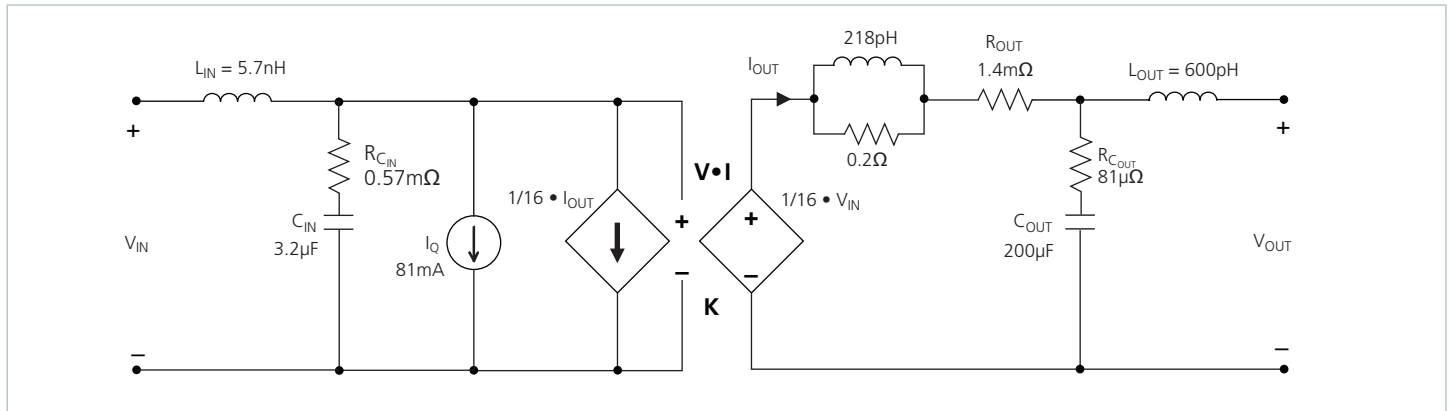 L_IN = 5.7nH
+
V_IN
−
R_C_IN
0.57mΩ
C_IN
3.2µF
I_Q
81mA
1/16 • I_OUT
V•I
+
−
K
+
−
1/16 • V_IN
I_OUT
218pH
0.2Ω
R_OUT
1.4mΩ
L_OUT = 600pH
R_C_OUT
81µΩ
C_OUT
200µF
+
V_OUT
−